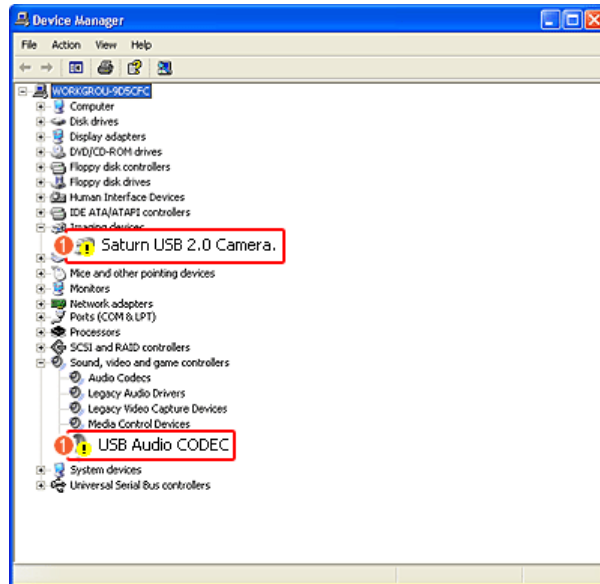 Device Manager
File Action View Help
WORKGROU-9D5CFC
Computer
Disk drives
Display adapters
DVD/CD-ROM drives
Floppy disk controllers
Floppy disk drives
Human Interface Devices
IDE ATA/ATAPI controllers
Imaging devices
1 Saturn USB 2.0 Camera.
Mice and other pointing devices
Monitors
Network adapters
Ports (COM & LPT)
Processors
SCSI and RAID controllers
Sound, video and game controllers
Audio Codecs
Legacy Audio Drivers
Legacy Video Capture Devices
Media Control Devices
1 USB Audio CODEC
System devices
Universal Serial Bus controllers